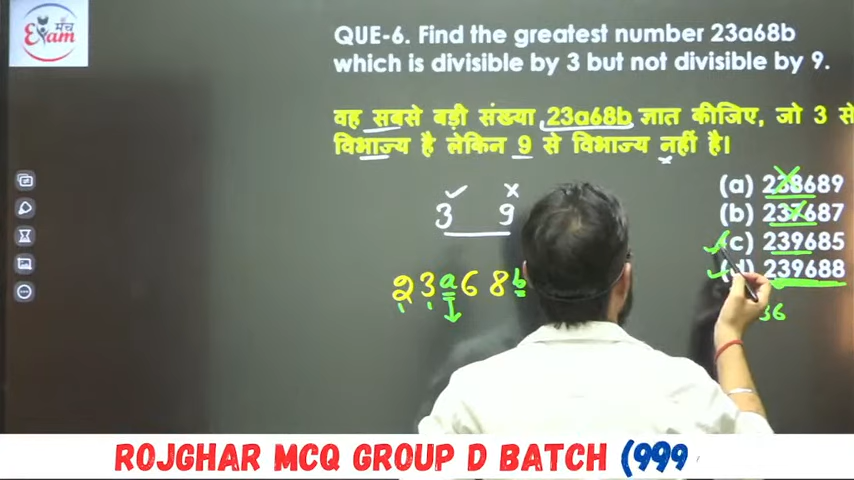 मंच
Exam
QUE-6. Find the greatest number 23a68b
which is divisible by 3 but not divisible by 9.
वह सबसे बड़ी संख्या 23a68b ज्ञात कीजिए, जो 3 से
विभाज्य है लेकिन 9 से विभाज्य नहीं है।
(a) 238689
(b) 237687
(c) 239685
(d) 239688
3 9
23a68b
36
ROJGHAR MCQ GROUP D BATCH (999